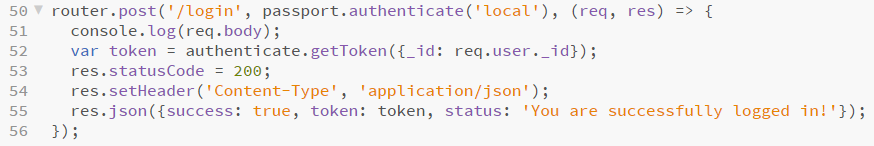 50 router.post('/login', passport.authenticate('local'), (req, res) => {
51   console.log(req.body);
52   var token = authenticate.getToken({_id: req.user._id});
53   res.statusCode = 200;
54   res.setHeader('Content-Type', 'application/json');
55   res.json({success: true, token: token, status: 'You are successfully logged in!'});
56 });